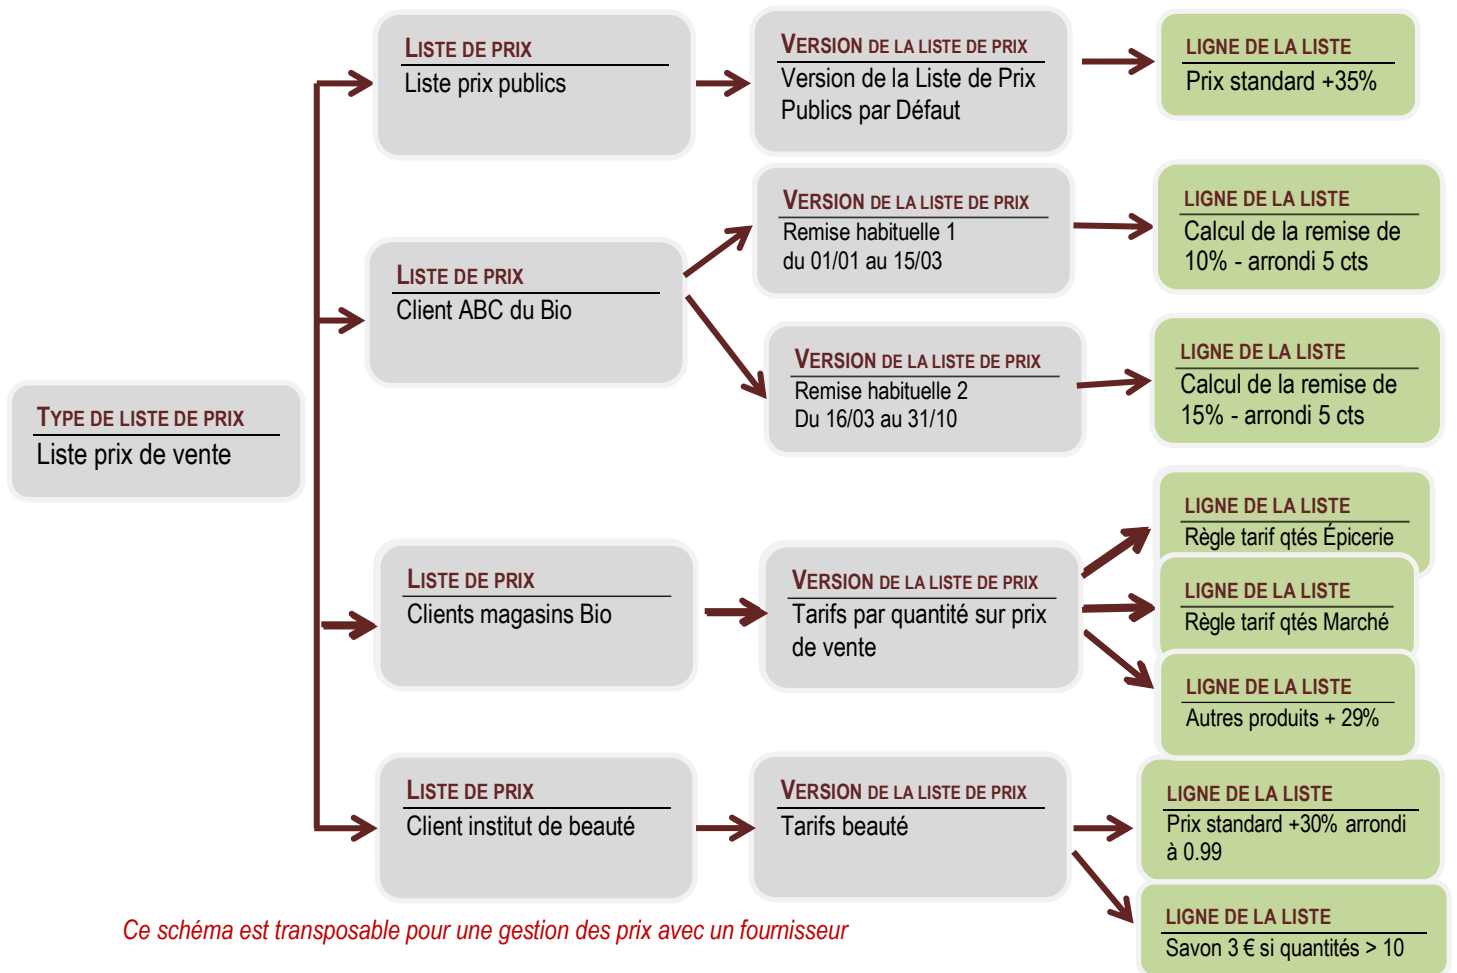 TYPE DE LISTE DE PRIX
Liste prix de vente
LISTE DE PRIX
Liste prix publics
VERSION DE LA LISTE DE PRIX
Version de la Liste de Prix
Publics par Défaut
LIGNE DE LA LISTE
Prix standard +35%
LISTE DE PRIX
Client ABC du Bio
VERSION DE LA LISTE DE PRIX
Remise habituelle 1
du 01/01 au 15/03
LIGNE DE LA LISTE
Calcul de la remise de
10% - arrondi 5 cts
VERSION DE LA LISTE DE PRIX
Remise habituelle 2
Du 16/03 au 31/10
LIGNE DE LA LISTE
Calcul de la remise de
15% - arrondi 5 cts
LISTE DE PRIX
Clients magasins Bio
VERSION DE LA LISTE DE PRIX
Tarifs par quantité sur prix
de vente
LIGNE DE LA LISTE
Règle tarif qtés Épicerie
LIGNE DE LA LISTE
Règle tarif qtés Marché
LIGNE DE LA LISTE
Autres produits + 29%
LISTE DE PRIX
Client institut de beauté
VERSION DE LA LISTE DE PRIX
Tarifs beauté
LIGNE DE LA LISTE
Prix standard +30% arrondi
à 0.99
LIGNE DE LA LISTE
Savon 3 € si quantités > 10
Ce schéma est transposable pour une gestion des prix avec un fournisseur